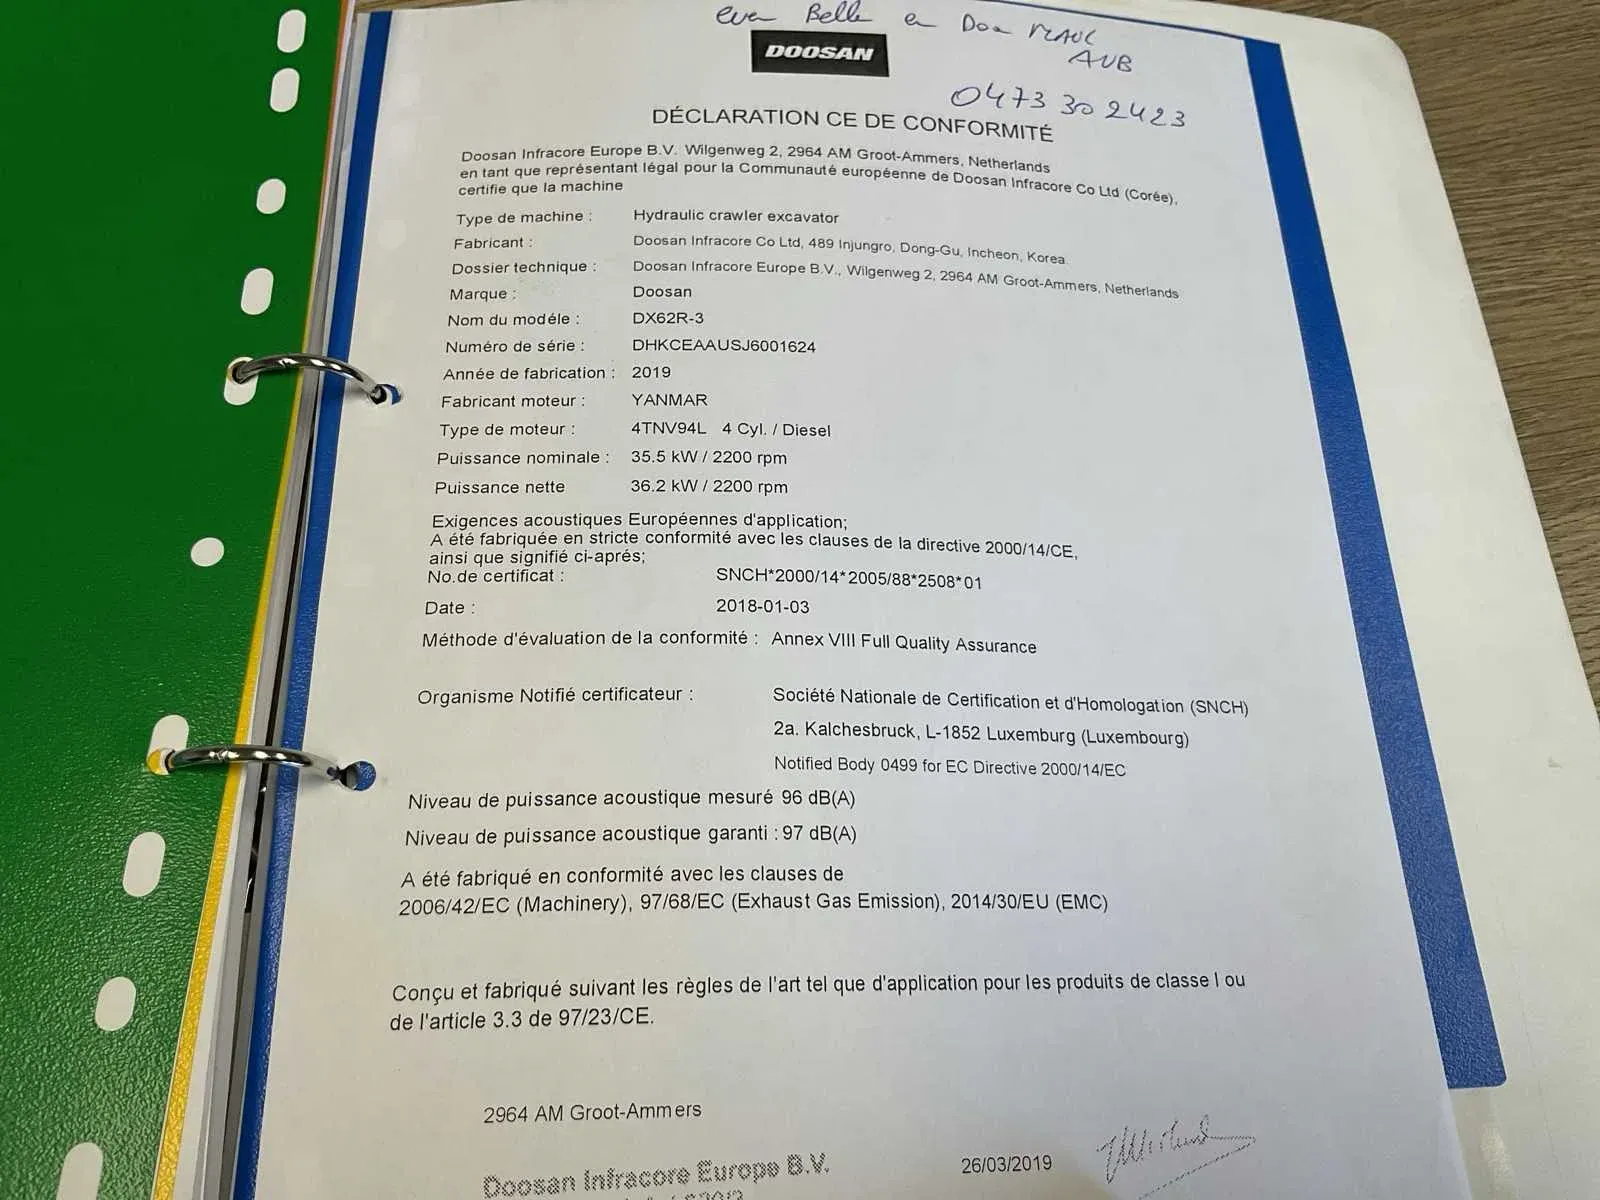 even Belle en Doa
AUB
DOOSAN
0473 30 2423
DÉCLARATION CE DE CONFORMITÉ
Doosan Infracore Europe B.V. Wilgenweg 2, 2964 AM Groot-Ammers, Netherlands
en tant que représentant légal pour la Communauté européenne de Doosan Infracore Co Ltd (Corée),
certifie que la machine
Type de machine : Hydraulic crawler excavator
Fabricant : Doosan Infracore Co Ltd, 489 Injungro, Dong-Gu, Incheon, Korea.
Dossier technique : Doosan Infracore Europe B.V., Wilgenweg 2, 2964 AM Groot-Ammers, Netherlands
Marque : Doosan
Nom du modéle : DX62R-3
Numéro de série : DHKCEAAUSJ6001624
Année de fabrication : 2019
Fabricant moteur : YANMAR
Type de moteur : 4TNV94L 4 Cyl. / Diesel
Puissance nominale : 35.5 kW / 2200 rpm
Puissance nette 36.2 kW / 2200 rpm
Exigences acoustiques Européennes d'application;
A été fabriquée en stricte conformité avec les clauses de la directive 2000/14/CE,
ainsi que signifié ci-aprés;
No.de certificat : SNCH*2000/14*2005/88*2508*01
Date : 2018-01-03
Méthode d'évaluation de la conformité : Annex VIII Full Quality Assurance
Organisme Notifié certificateur : Société Nationale de Certification et d'Homologation (SNCH)
2a. Kalchesbruck, L-1852 Luxemburg (Luxembourg)
Notified Body 0499 for EC Directive 2000/14/EC
Niveau de puissance acoustique mesuré 96 dB(A)
Niveau de puissance acoustique garanti : 97 dB(A)
A été fabriqué en conformité avec les clauses de
2006/42/EC (Machinery), 97/68/EC (Exhaust Gas Emission), 2014/30/EU (EMC)
Conçu et fabriqué suivant les règles de l'art tel que d'application pour les produits de classe I ou
de l'article 3.3 de 97/23/CE.
2964 AM Groot-Ammers
Doosan Infracore Europe B.V.
26/03/2019